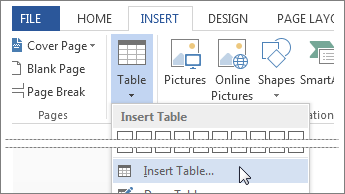 FILE HOME INSERT DESIGN PAGE LAYO
Cover Page
Blank Page
Page Break
Pages
Table
Pictures
Online
Pictures
Shapes
SmartA
Insert Table
Insert Table...